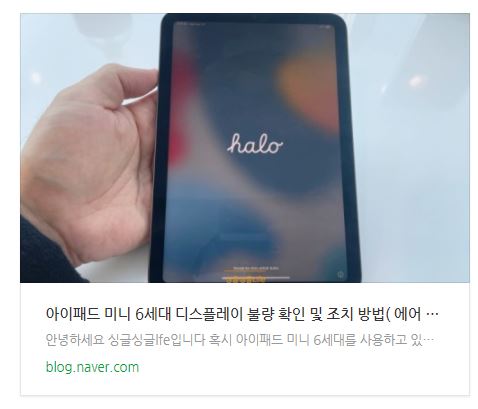 halo
아이패드 미니 6세대 디스플레이 불량 확인 및 조치 방법( 에어 …
안녕하세요 싱글싱글lfe입니다 혹시 아이패드 미니 6세대를 사용하고 있…
blog.naver.com